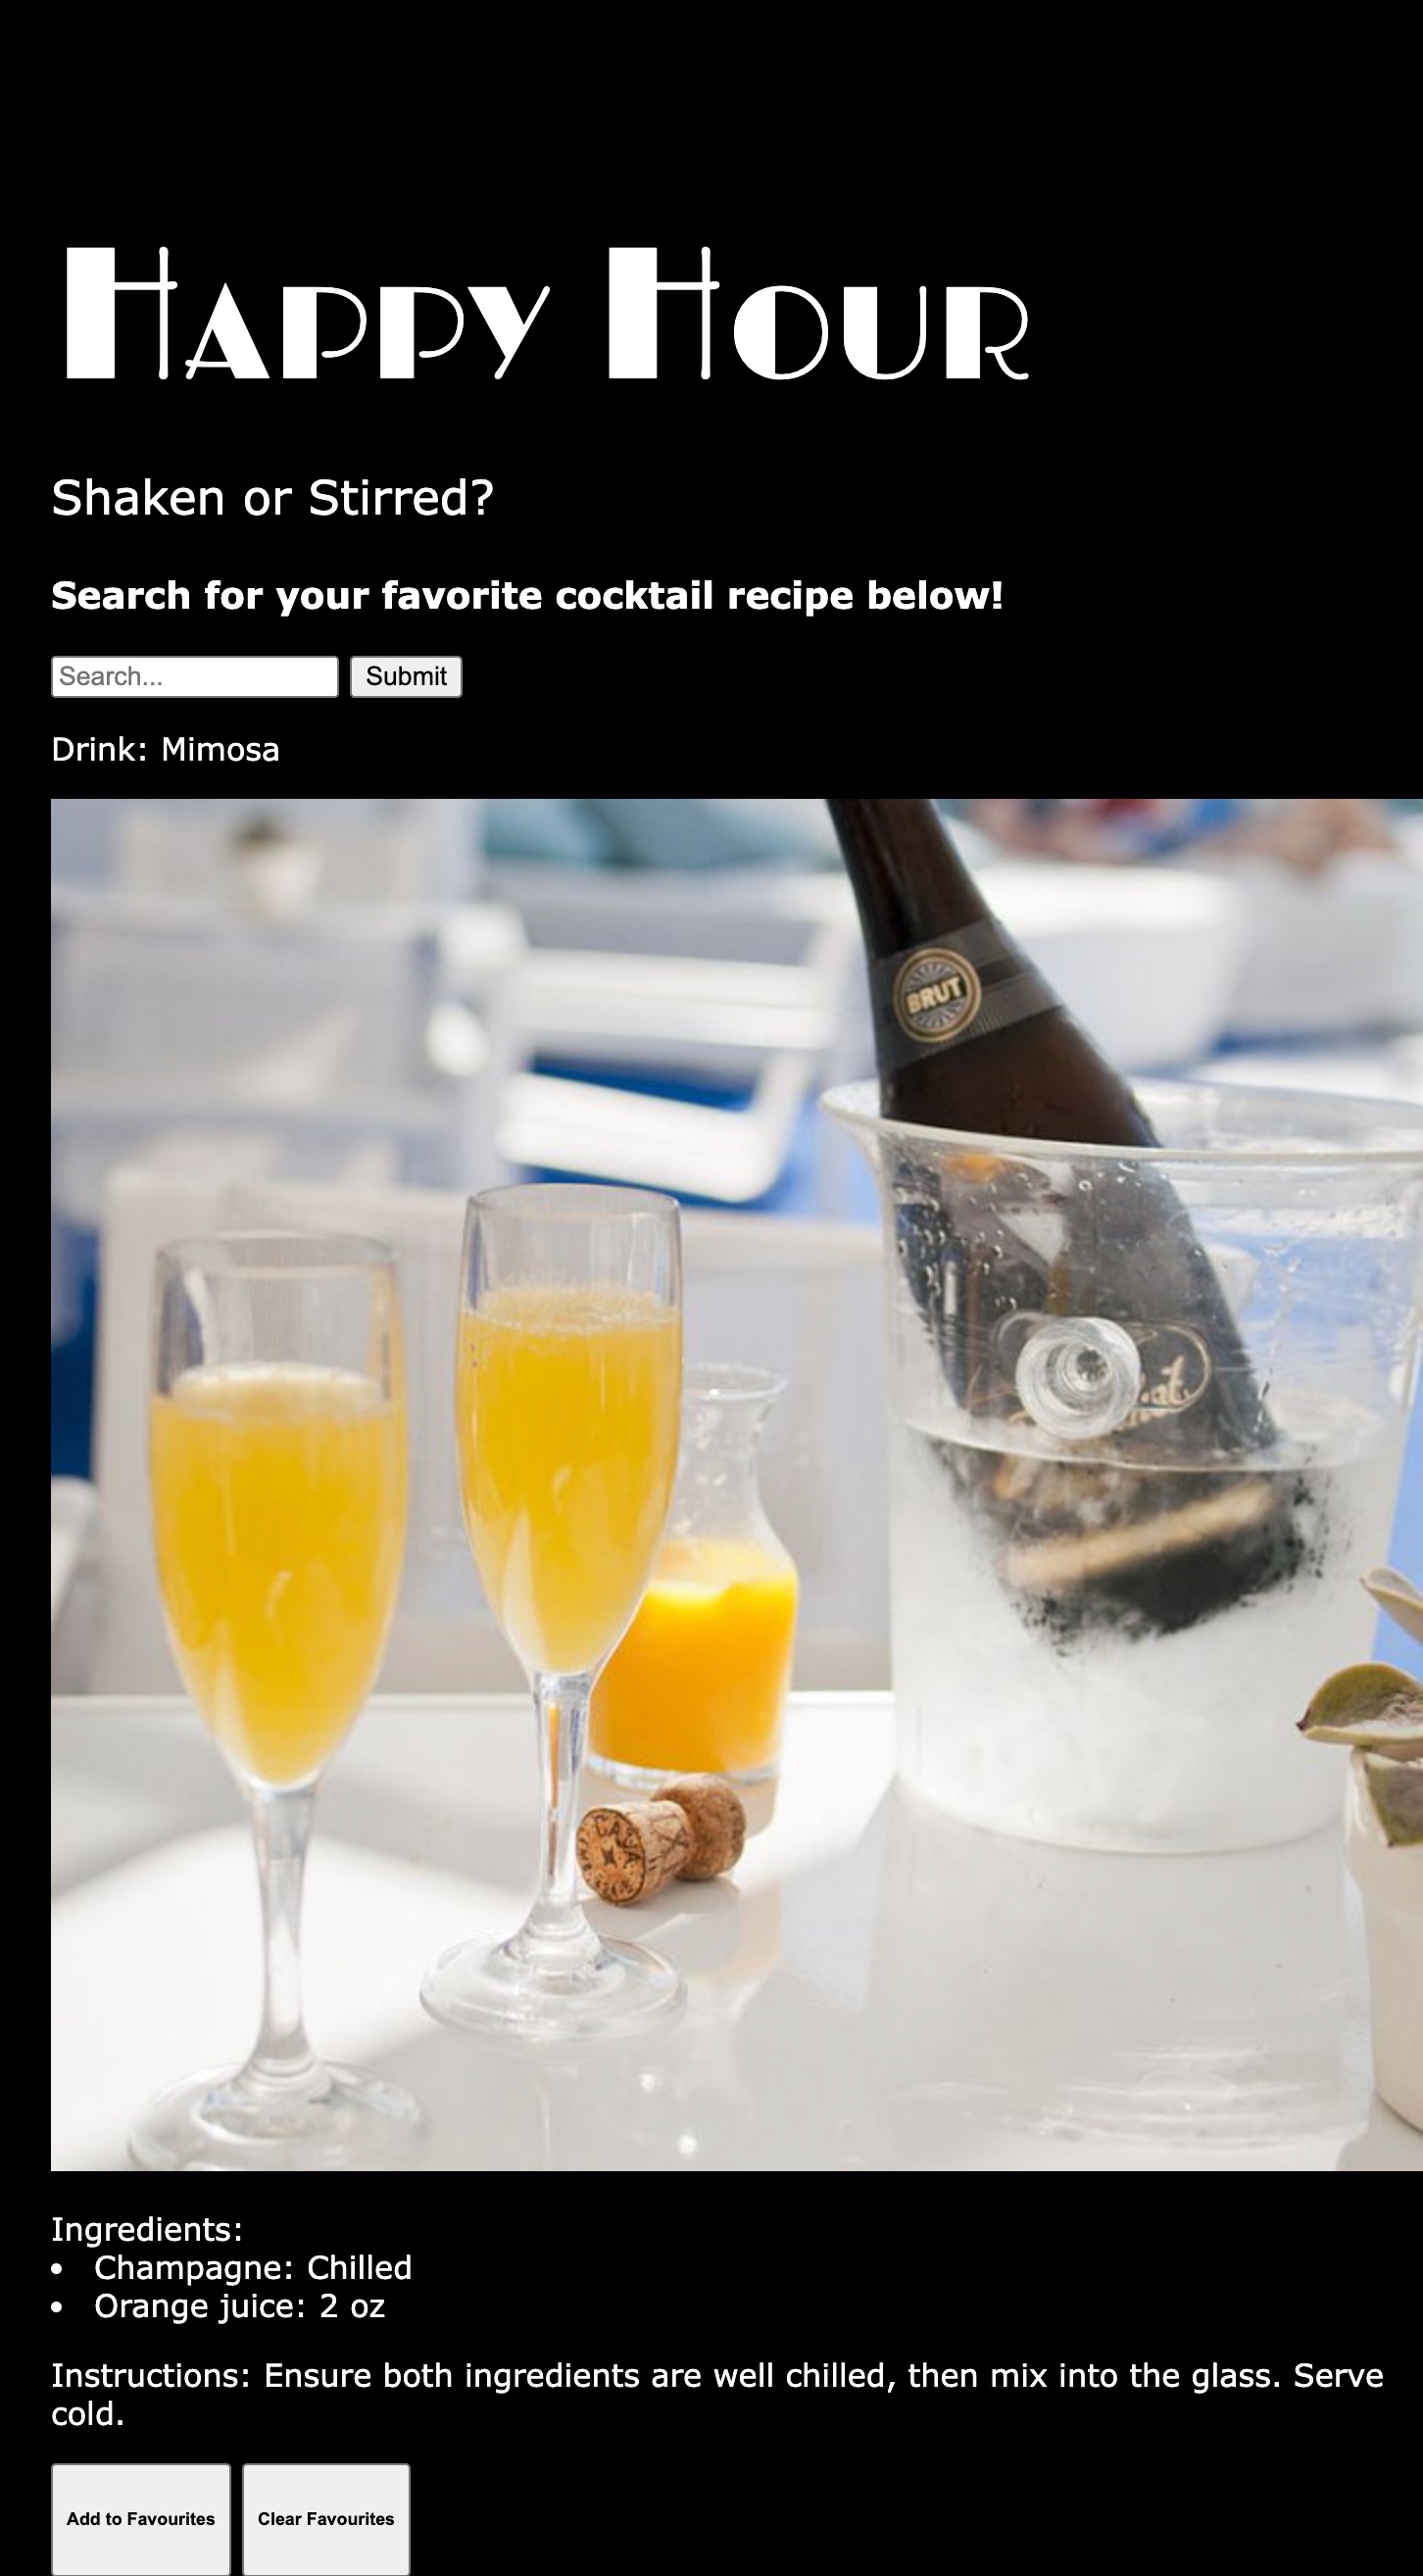 Happy Hour
Shaken or Stirred?
Search for your favorite cocktail recipe below!
Search... Submit
Drink: Mimosa
BRUT
CAVA
Ingredients:
• Champagne: Chilled
• Orange juice: 2 oz
Instructions: Ensure both ingredients are well chilled, then mix into the glass. Serve
cold.
Add to Favourites Clear Favourites